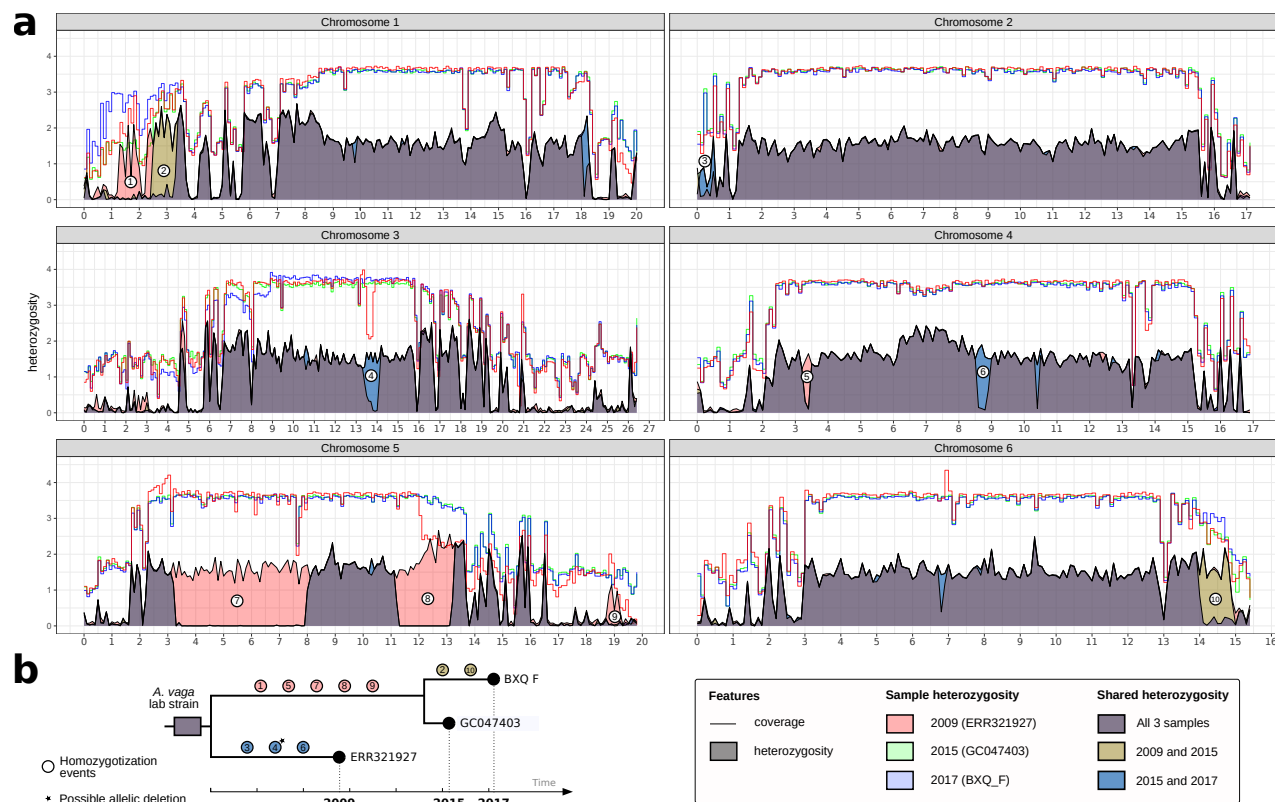 a
Chromosome 1
Chromosome 2
4
3
2
1
0
1
2
3
0 1 2 3 4 5 6 7 8 9 10 11 12 13 14 15 16 17 18 19 20
0 1 2 3 4 5 6 7 8 9 10 11 12 13 14 15 16 17
Chromosome 3
Chromosome 4
heterozygosity
4
3
2
1
0
4
5
6
0 1 2 3 4 5 6 7 8 9 10 11 12 13 14 15 16 17 18 19 20 21 22 23 24 25 26 27
0 1 2 3 4 5 6 7 8 9 10 11 12 13 14 15 16 17
Chromosome 5
Chromosome 6
4
3
2
1
0
7
8
9
10
0 1 2 3 4 5 6 7 8 9 10 11 12 13 14 15 16 17 18 19 20
0 1 2 3 4 5 6 7 8 9 10 11 12 13 14 15 16
b
A. vaga
lab strain
1 5 7 8 9
2 10
BXQ F
GC047403
3 4 6
ERR321927
Homozygotization
events
Possible allelic deletion
Time
2009 2015 2017
Features
coverage
heterozygosity
Sample heterozygosity
2009 (ERR321927)
2015 (GC047403)
2017 (BXQ_F)
Shared heterozygosity
All 3 samples
2009 and 2015
2015 and 2017